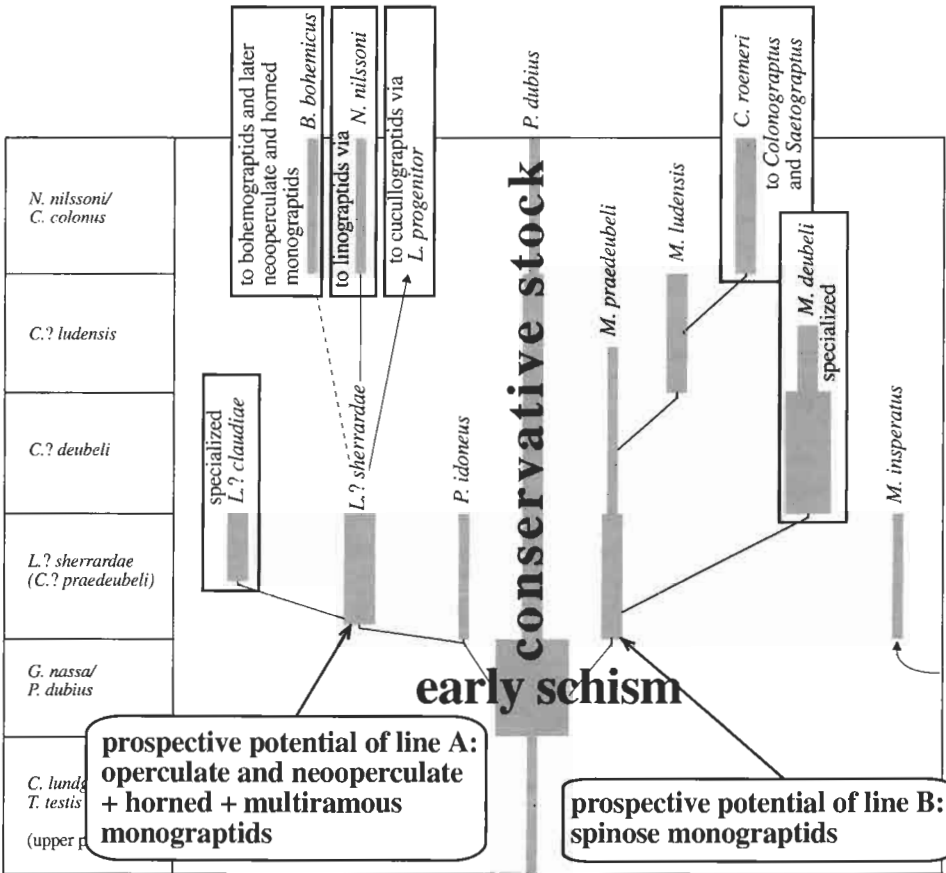 to bohemograptids and later
neooperculate and horned
monograptids
B. bohemicus
to linograptids via
N. nilssoni
to cucullograptids via
L. progenitor
P. dubius
C. roemeri
to Colonograptus
and Saetograptus
N. nilssoni/
C. colonus
C.? ludensis
C.? deubeli
L.? sherrardae
(C.? praedeubeli)
G. nassa/
P. dubius
C. lundg
T. testis
(upper p
specialized
L.? claudiae
L.? sherrardae
P. idoneus
conservative stock
M. praedeubeli
M. ludensis
M. deubeli
specialized
M. insperatus
early schism
prospective potential of line A:
operculate and neooperculate
+ horned + multiramous
monograptids
prospective potential of line B:
spinose monograptids